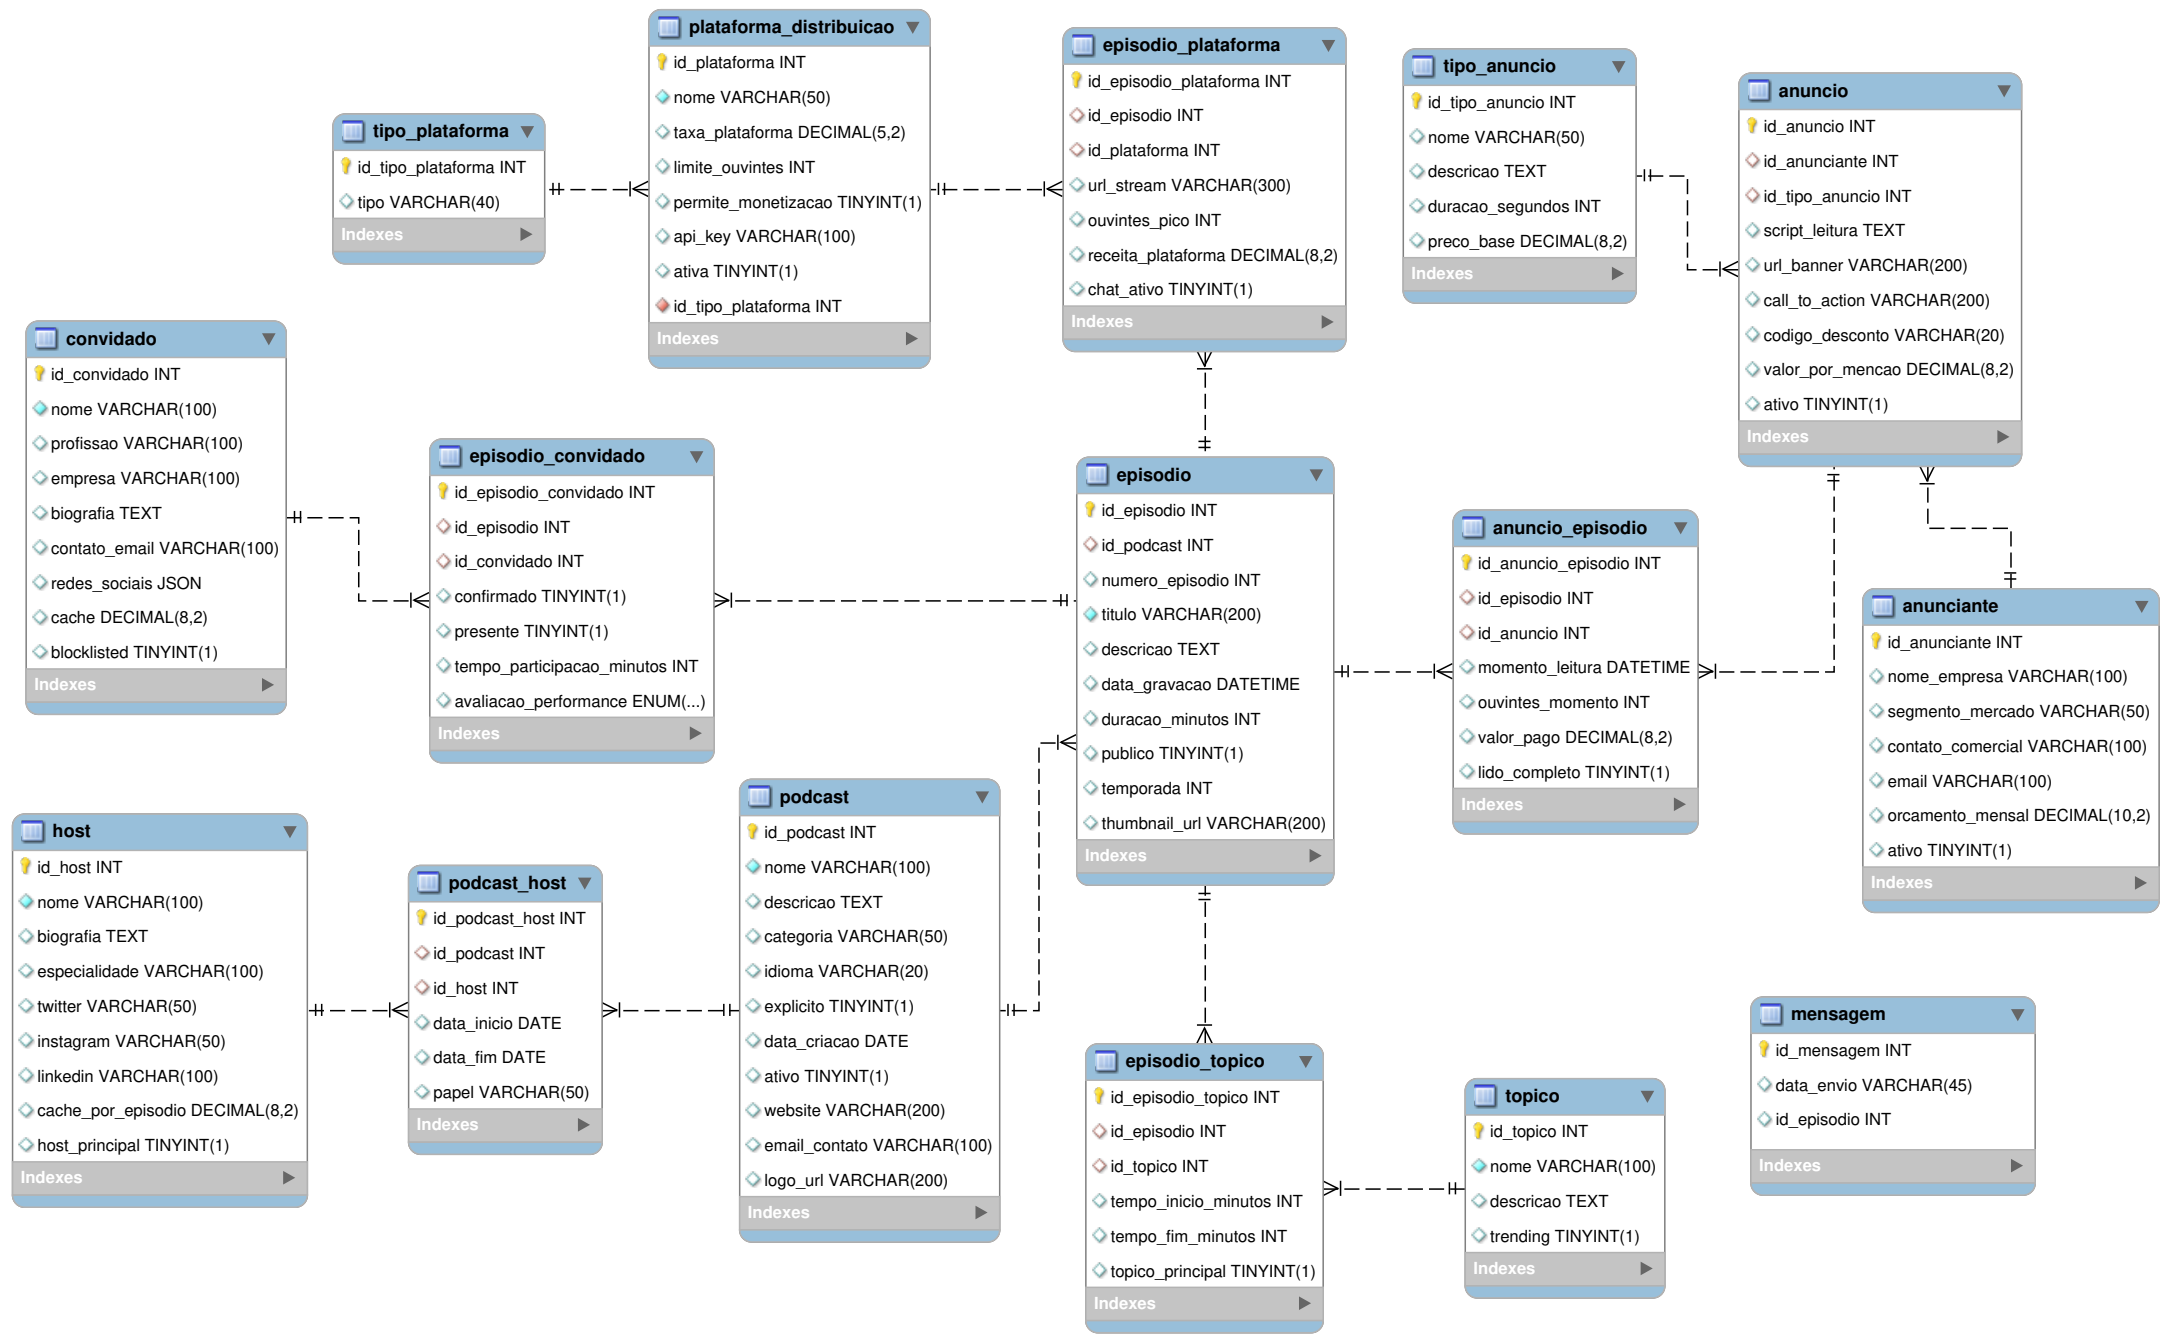 plataforma_distribuicao
id_plataforma INT
nome VARCHAR(50)
taxa_plataforma DECIMAL(5,2)
limite_ouvintes INT
permite_monetizacao TINYINT(1)
api_key VARCHAR(100)
ativa TINYINT(1)
id_tipo_plataforma INT
Indexes
episodio_plataforma
id_episodio_plataforma INT
id_episodio INT
id_plataforma INT
url_stream VARCHAR(300)
ouvintes_pico INT
receita_plataforma DECIMAL(8,2)
chat_ativo TINYINT(1)
Indexes
tipo_anuncio
id_tipo_anuncio INT
nome VARCHAR(50)
descricao TEXT
duracao_segundos INT
preco_base DECIMAL(8,2)
Indexes
anuncio
id_anuncio INT
id_anunciante INT
id_tipo_anuncio INT
script_leitura TEXT
url_banner VARCHAR(200)
call_to_action VARCHAR(200)
codigo_desconto VARCHAR(20)
valor_por_mencao DECIMAL(8,2)
ativo TINYINT(1)
Indexes
tipo_plataforma
id_tipo_plataforma INT
tipo VARCHAR(40)
Indexes
convidado
id_convidado INT
nome VARCHAR(100)
profissao VARCHAR(100)
empresa VARCHAR(100)
biografia TEXT
contato_email VARCHAR(100)
redes_sociais JSON
cache DECIMAL(8,2)
blocklisted TINYINT(1)
Indexes
episodio_convidado
id_episodio_convidado INT
id_episodio INT
id_convidado INT
confirmado TINYINT(1)
presente TINYINT(1)
tempo_participacao_minutos INT
avaliacao_performance ENUM(...)
Indexes
episodio
id_episodio INT
id_podcast INT
numero_episodio INT
titulo VARCHAR(200)
descricao TEXT
data_gravacao DATETIME
duracao_minutos INT
publico TINYINT(1)
temporada INT
thumbnail_url VARCHAR(200)
Indexes
anuncio_episodio
id_anuncio_episodio INT
id_episodio INT
id_anuncio INT
momento_leitura DATETIME
ouvintes_momento INT
valor_pago DECIMAL(8,2)
lido_completo TINYINT(1)
Indexes
anunciante
id_anunciante INT
nome_empresa VARCHAR(100)
segmento_mercado VARCHAR(50)
contato_comercial VARCHAR(100)
email VARCHAR(100)
orcamento_mensal DECIMAL(10,2)
ativo TINYINT(1)
Indexes
host
id_host INT
nome VARCHAR(100)
biografia TEXT
especialidade VARCHAR(100)
twitter VARCHAR(50)
instagram VARCHAR(50)
linkedin VARCHAR(100)
cache_por_episodio DECIMAL(8,2)
host_principal TINYINT(1)
Indexes
podcast_host
id_podcast_host INT
id_podcast INT
id_host INT
data_inicio DATE
data_fim DATE
papel VARCHAR(50)
Indexes
podcast
id_podcast INT
nome VARCHAR(100)
descricao TEXT
categoria VARCHAR(50)
idioma VARCHAR(20)
explicito TINYINT(1)
data_criacao DATE
ativo TINYINT(1)
website VARCHAR(200)
email_contato VARCHAR(100)
logo_url VARCHAR(200)
Indexes
episodio_topico
id_episodio_topico INT
id_episodio INT
id_topico INT
tempo_inicio_minutos INT
tempo_fim_minutos INT
topico_principal TINYINT(1)
Indexes
topico
id_topico INT
nome VARCHAR(100)
descricao TEXT
trending TINYINT(1)
Indexes
mensagem
id_mensagem INT
data_envio VARCHAR(45)
id_episodio INT
Indexes